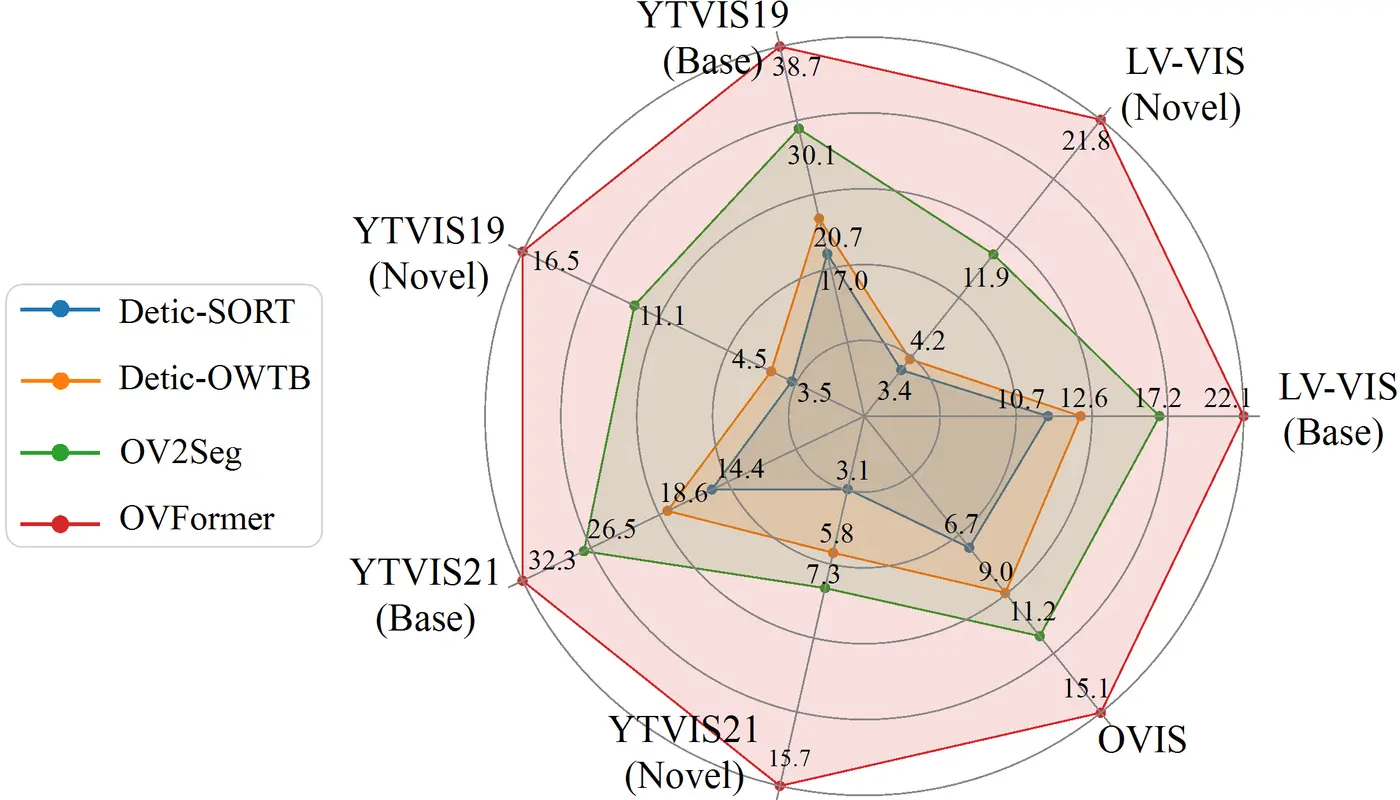 YTVIS19
(Base)
38.7
LV-VIS
(Novel)
21.8
30.1
YTVIS19
(Novel)
16.5
20.7
17.0
11.9
11.1
4.5
3.5
4.2
3.4
10.7
12.6
17.2
22.1
LV-VIS
(Base)
Detic-SORT
Detic-OWTB
OV2Seg
OVFormer
14.4
18.6
26.5
32.3
YTVIS21
(Base)
3.1
5.8
7.3
6.7
9.0
11.2
15.1
OVIS
YTVIS21
(Novel)
15.7